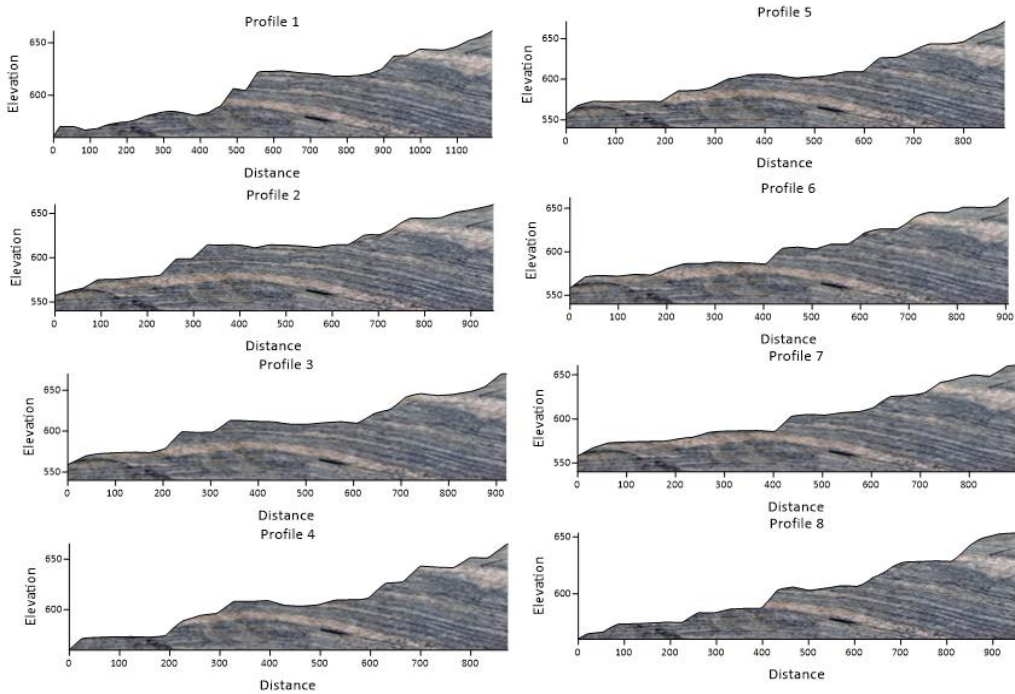 Profile 1
650
600
Elevation
0 100 200 300 400 500 600 700 800 900 1000 1100
Distance
Profile 2
650
600
550
Elevation
0 100 200 300 400 500 600 700 800 900
Distance
Profile 3
650
600
550
Elevation
0 100 200 300 400 500 600 700 800 900
Distance
Profile 4
650
600
Elevation
0 100 200 300 400 500 600 700 800
Distance
Profile 5
650
600
550
Elevation
0 100 200 300 400 500 600 700 800
Distance
Profile 6
650
600
550
Elevation
0 100 200 300 400 500 600 700 800 900
Distance
Profile 7
650
600
550
Elevation
0 100 200 300 400 500 600 700 800
Distance
Profile 8
650
600
Elevation
0 100 200 300 400 500 600 700 800 900
Distance